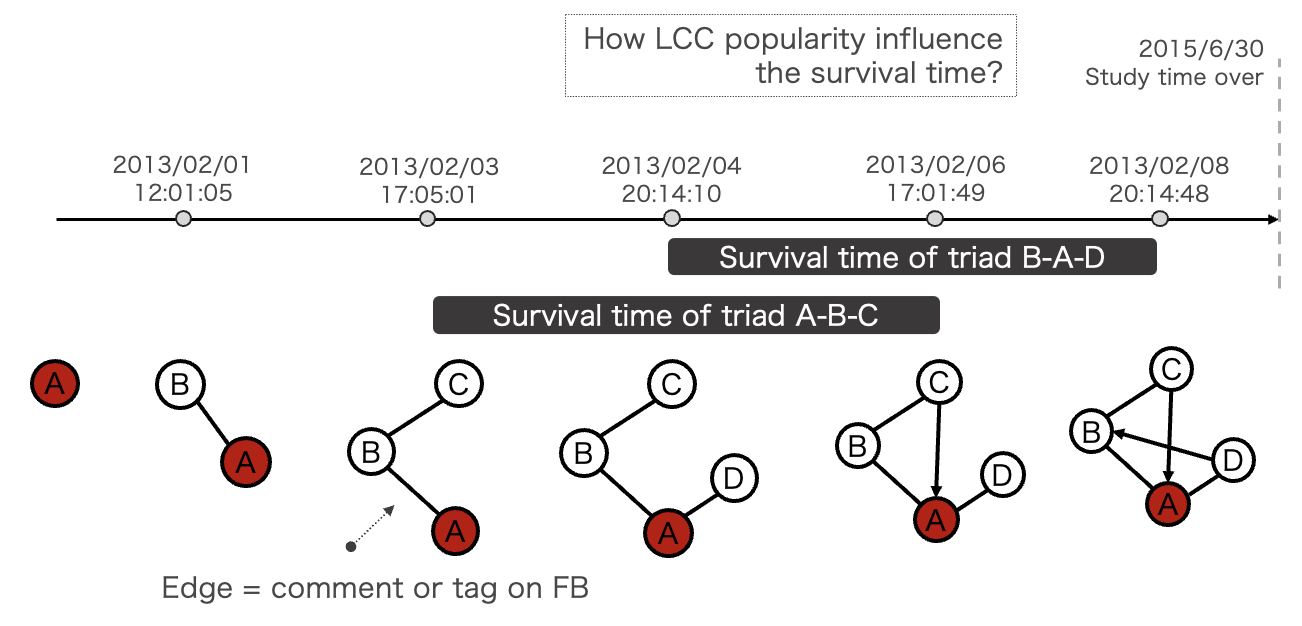 How LCC popularity influence
the survival time?
2015/6/30
Study time over
2013/02/01
12:01:05
2013/02/03
17:05:01
2013/02/04
20:14:10
2013/02/06
17:01:49
2013/02/08
20:14:48
Survival time of triad B-A-D
Survival time of triad A-B-C
A
B
A
C
B
A
C
B
D
A
C
B
D
A
C
B
D
A
Edge = comment or tag on FB